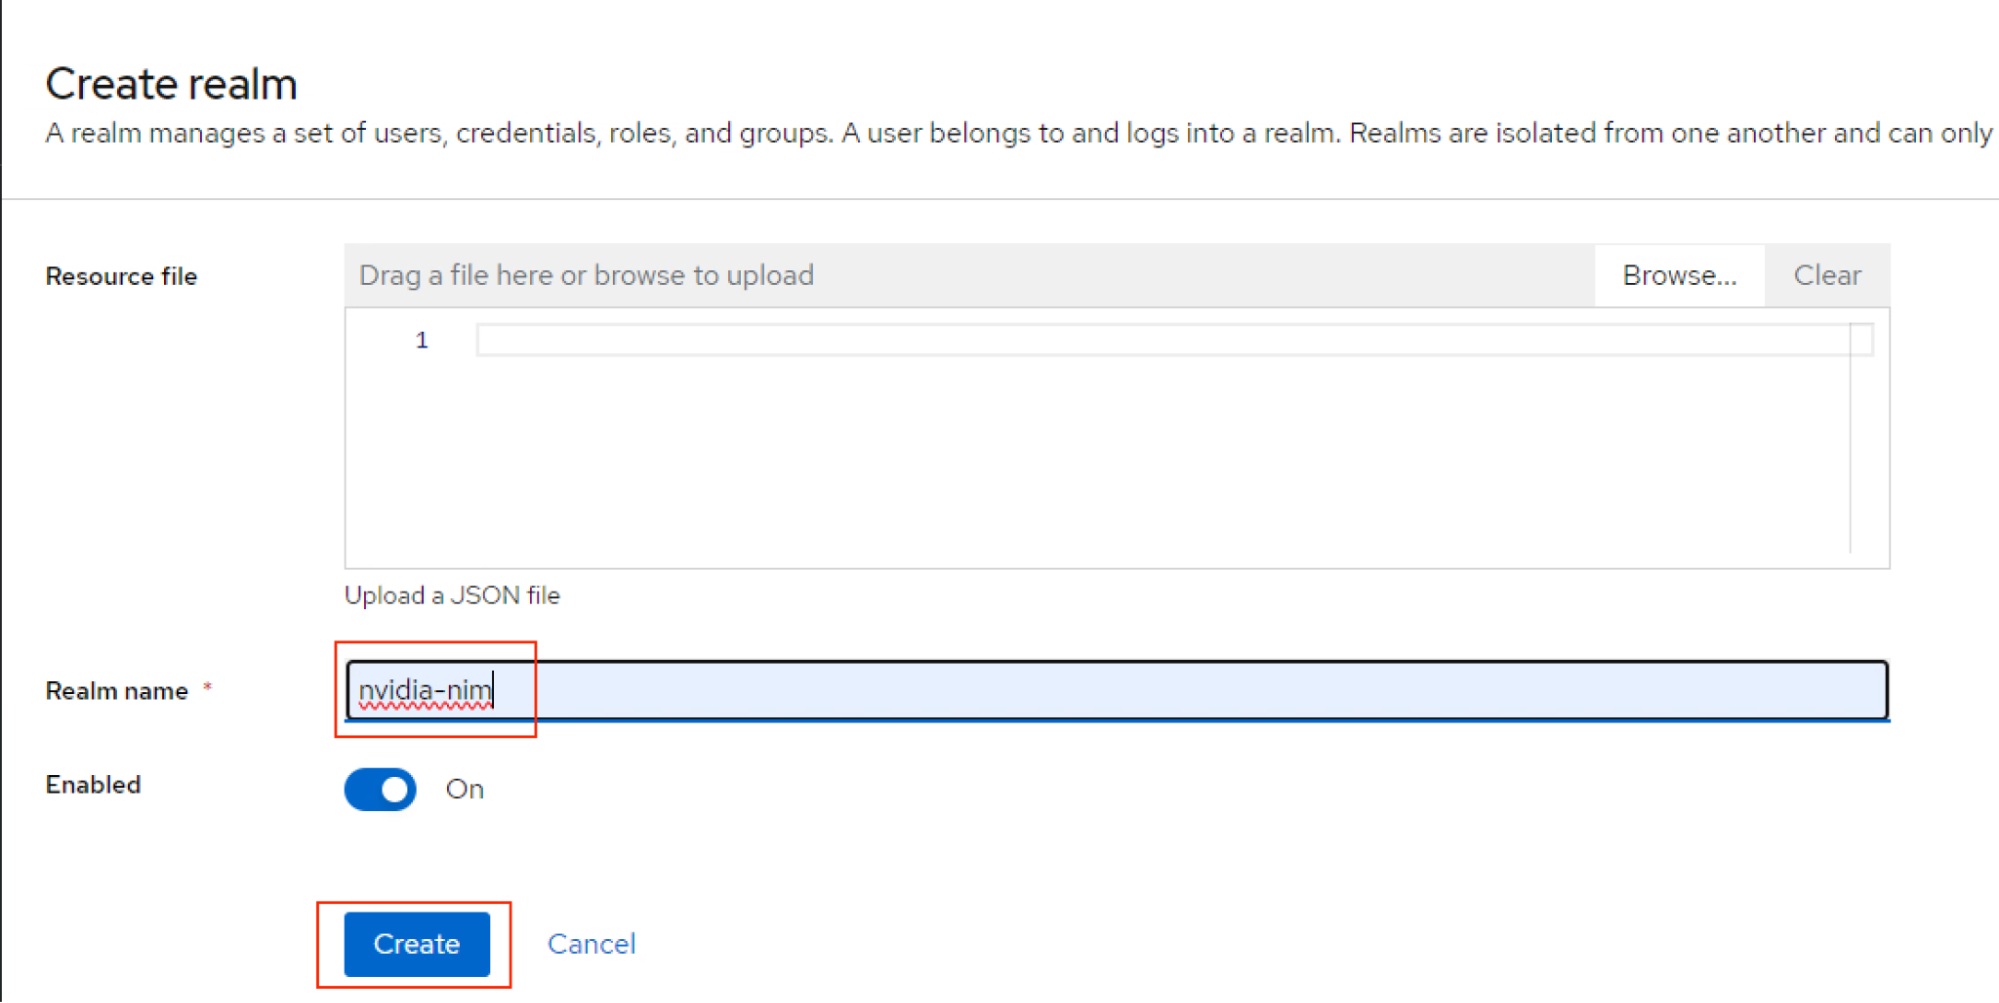 Create realm
A realm manages a set of users, credentials, roles, and groups. A user belongs to and logs into a realm. Realms are isolated from one another and can only
Resource file
Drag a file here or browse to upload
Browse...
Clear
1
Upload a JSON file
Realm name *
nvidia-nim
Enabled
On
Create
Cancel